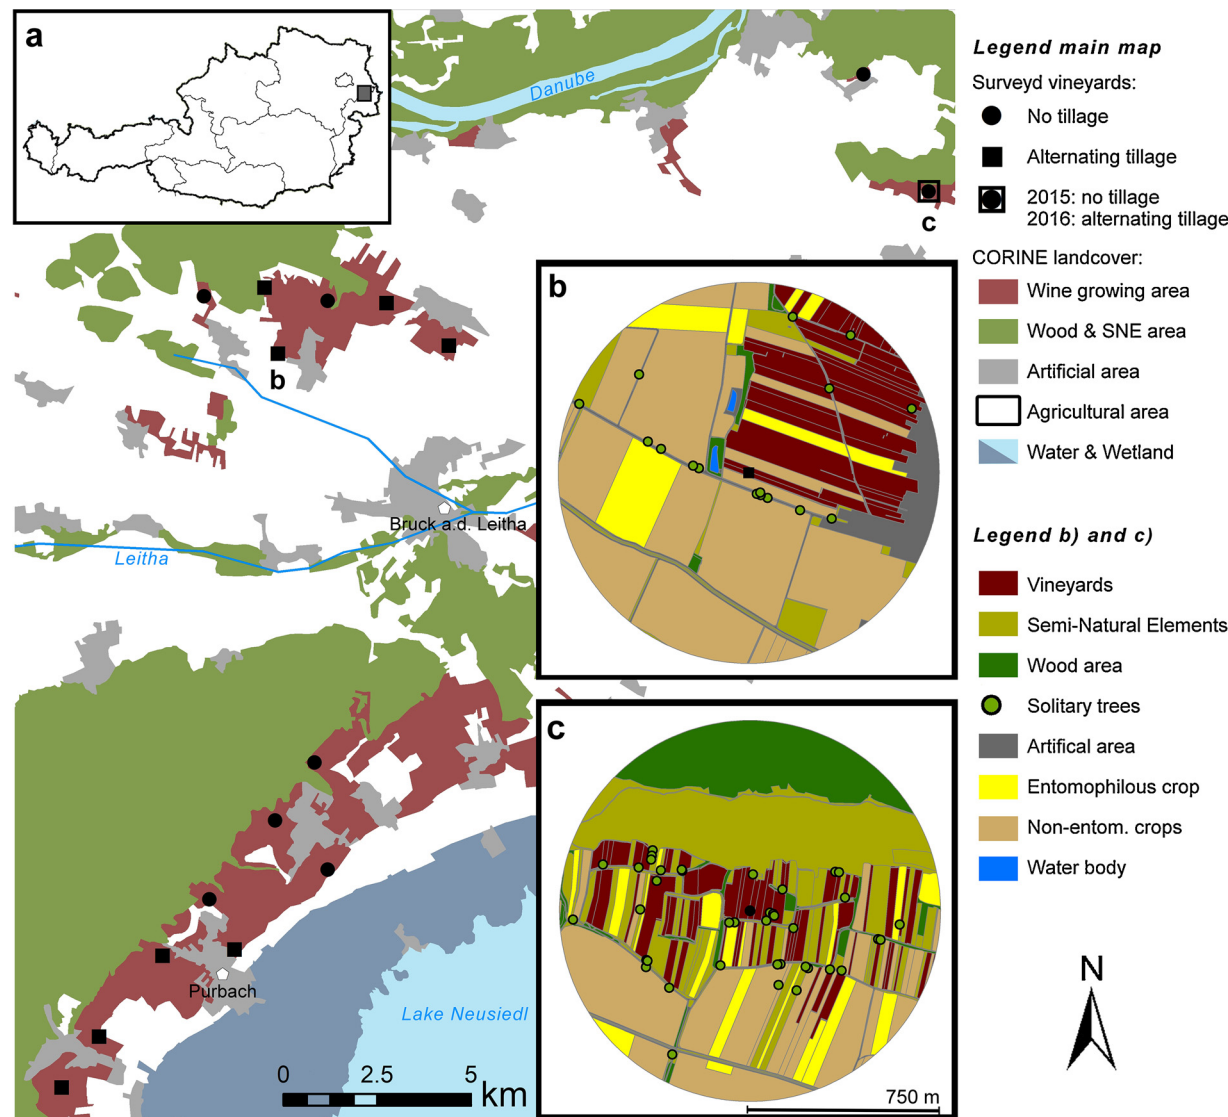 a
Danube
c
b
Bruck a.d. Leitha
Leitha
Purbach
Lake Neusiedl
0 2.5 5 km
b
c
750 m
Legend main map
Surveyd vineyards:
No tillage
Alternating tillage
2015: no tillage
2016: alternating tillage
CORINE landcover:
Wine growing area
Wood & SNE area
Artificial area
Agricultural area
Water & Wetland
Legend b) and c)
Vineyards
Semi-Natural Elements
Wood area
Solitary trees
Artifical area
Entomophilous crop
Non-entom. crops
Water body
N